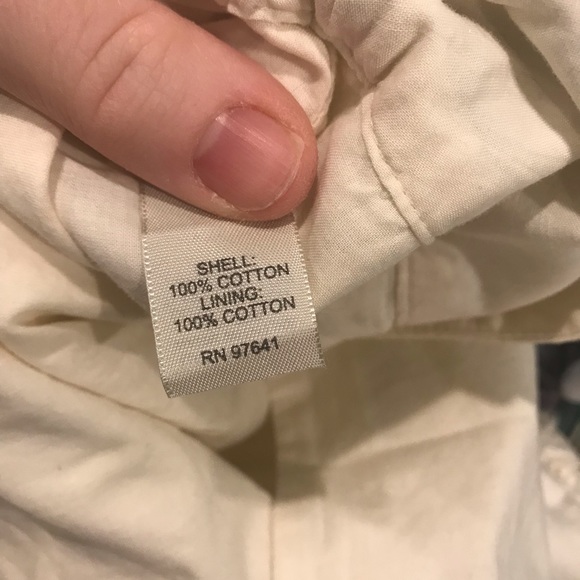 SHELL:
100% COTTON
LINING:
100% COTTON
RN 97641